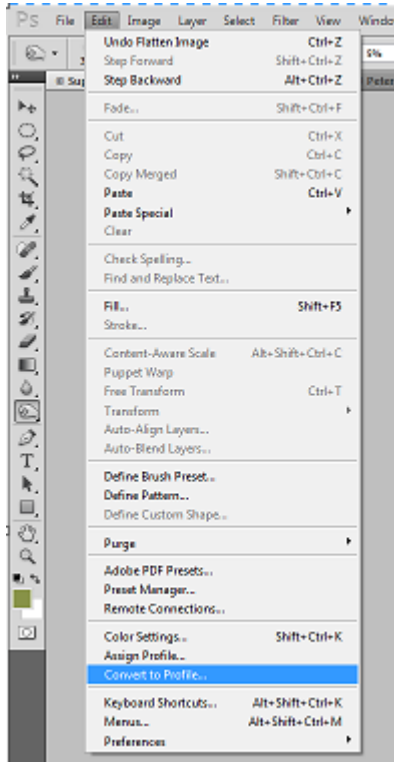 Ps File Edit Image Layer Select Filter View Windo
5%
Sup
Peter
Undo Flatten Image Ctrl+Z
Step Forward Shift+Ctrl+Z
Step Backward Alt+Ctrl+Z
Fade... Shift+Ctrl+F
Cut Ctrl+X
Copy Ctrl+C
Copy Merged Shift+Ctrl+C
Paste Ctrl+V
Paste Special
Clear
Check Spelling...
Find and Replace Text...
Fill... Shift+F5
Stroke...
Content-Aware Scale Alt+Shift+Ctrl+C
Puppet Warp
Free Transform Ctrl+T
Transform
Auto-Align Layers...
Auto-Blend Layers...
Define Brush Preset...
Define Pattern...
Define Custom Shape...
Purge
Adobe PDF Presets...
Preset Manager...
Remote Connections...
Color Settings... Shift+Ctrl+K
Assign Profile...
Convert to Profile...
Keyboard Shortcuts... Alt+Shift+Ctrl+K
Menus... Alt+Shift+Ctrl+M
Preferences